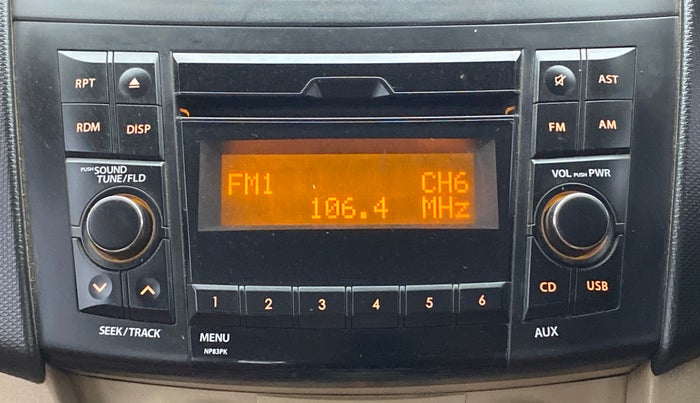 RPT
RDM
DISP
PUSH SOUND
TUNE/FLD
SEEK/TRACK
FM1 CH6
106.4 MHz
1 2 3 4 5 6
MENU
NP83PK
AST
FM
AM
VOL PUSH PWR
CD
USB
AUX